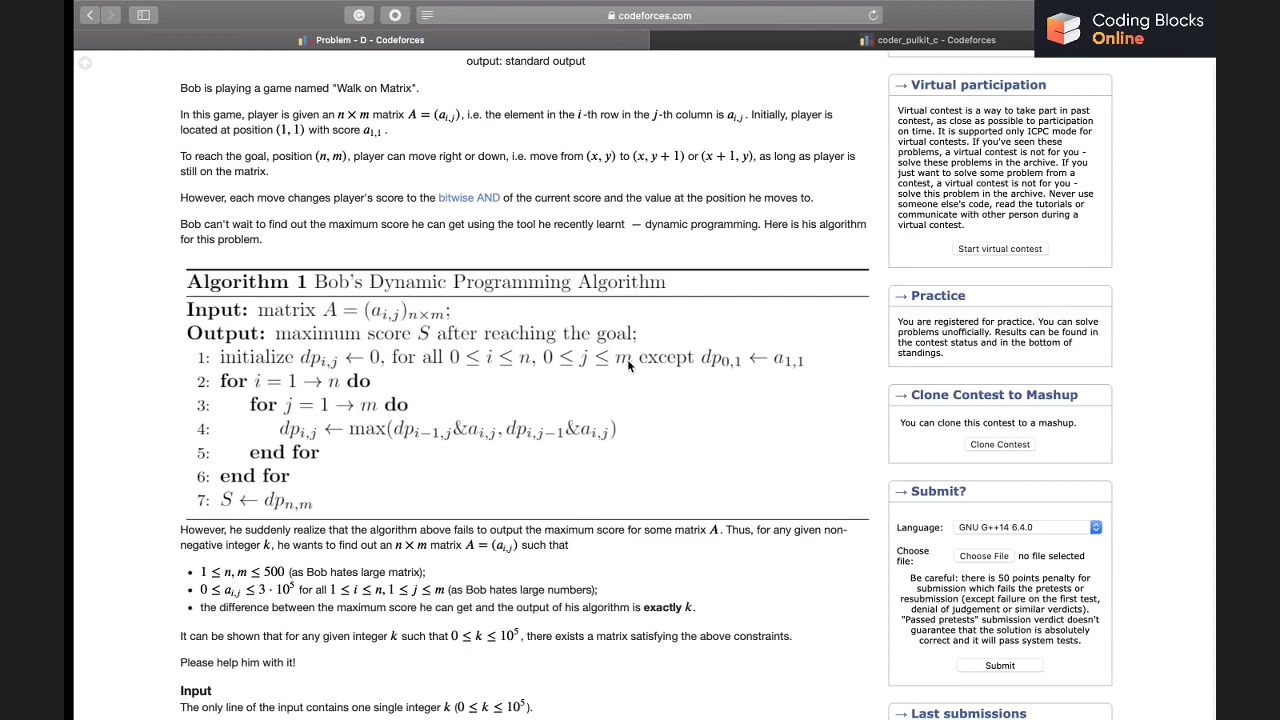 codeforces.com
Problem - D - Codeforces
coder_pulkit_c - Codeforces
Coding Blocks
Online
output: standard output
Bob is playing a game named "Walk on Matrix".
In this game, player is given an n × m matrix A = (a_{i,j}), i.e. the element in the i-th row in the j-th column is a_{i,j}. Initially, player is
located at position (1, 1) with score a_{1,1}.
To reach the goal, position (n, m), player can move right or down, i.e. move from (x, y) to (x, y + 1) or (x + 1, y), as long as player is
still on the matrix.
However, each move changes player's score to the bitwise AND of the current score and the value at the position he moves to.
Bob can't wait to find out the maximum score he can get using the tool he recently learnt — dynamic programming. Here is his algorithm
for this problem.
Algorithm 1 Bob's Dynamic Programming Algorithm
Input: matrix A = (a_{i,j})_{n×m};
Output: maximum score S after reaching the goal;
1: initialize dp_{i,j} ← 0, for all 0 ≤ i ≤ n, 0 ≤ j ≤ m except dp_{0,1} ← a_{1,1}
2: for i = 1 → n do
3: for j = 1 → m do
4: dp_{i,j} ← max(dp_{i−1,j}&a_{i,j}, dp_{i,j−1}&a_{i,j})
5: end for
6: end for
7: S ← dp_{n,m}
However, he suddenly realize that the algorithm above fails to output the maximum score for some matrix A. Thus, for any given non-
negative integer k, he wants to find out an n × m matrix A = (a_{i,j}) such that
• 1 ≤ n, m ≤ 500 (as Bob hates large matrix);
• 0 ≤ a_{i,j} ≤ 3 · 10^5 for all 1 ≤ i ≤ n, 1 ≤ j ≤ m (as Bob hates large numbers);
• the difference between the maximum score he can get and the output of his algorithm is exactly k.
It can be shown that for any given integer k such that 0 ≤ k ≤ 10^5, there exists a matrix satisfying the above constraints.
Please help him with it!
Input
The only line of the input contains one single integer k (0 ≤ k ≤ 10^5).
→ Virtual participation
Virtual contest is a way to take part in past
contest, as close as possible to participation
on time. It is supported only ICPC mode for
virtual contests. If you've seen these
problems, a virtual contest is not for you -
solve these problems in the archive. If you
just want to solve some problem from a
contest, a virtual contest is not for you -
solve this problem in the archive. Never use
someone else's code, read the tutorials or
communicate with other person during a
virtual contest.
Start virtual contest
→ Practice
You are registered for practice. You can solve
problems unofficially. Results can be found in
the contest status and in the bottom of
standings.
→ Clone Contest to Mashup
You can clone this contest to a mashup.
Clone Contest
→ Submit?
Language: GNU G++14 6.4.0
Choose
file: Choose File no file selected
Be careful: there is 50 points penalty for
submission which fails the pretests or
resubmission (except failure on the first test,
denial of judgement or similar verdicts).
"Passed pretests" submission verdict doesn't
guarantee that the solution is absolutely
correct and it will pass system tests.
Submit
→ Last submissions